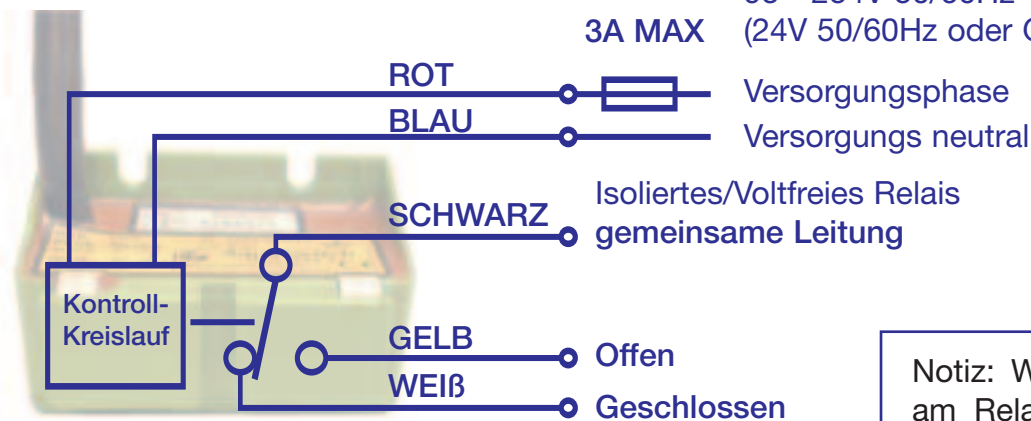 3A MAX (24V 50/60Hz oder
ROT
Versorgungsphase
BLAU
Versorgungs neutral
Isoliertes/Voltfreies Relais
SCHWARZ
gemeinsame Leitung
Kontroll-
Kreislauf
GELB
Offen
WEIß
Geschlossen
Notiz:
am